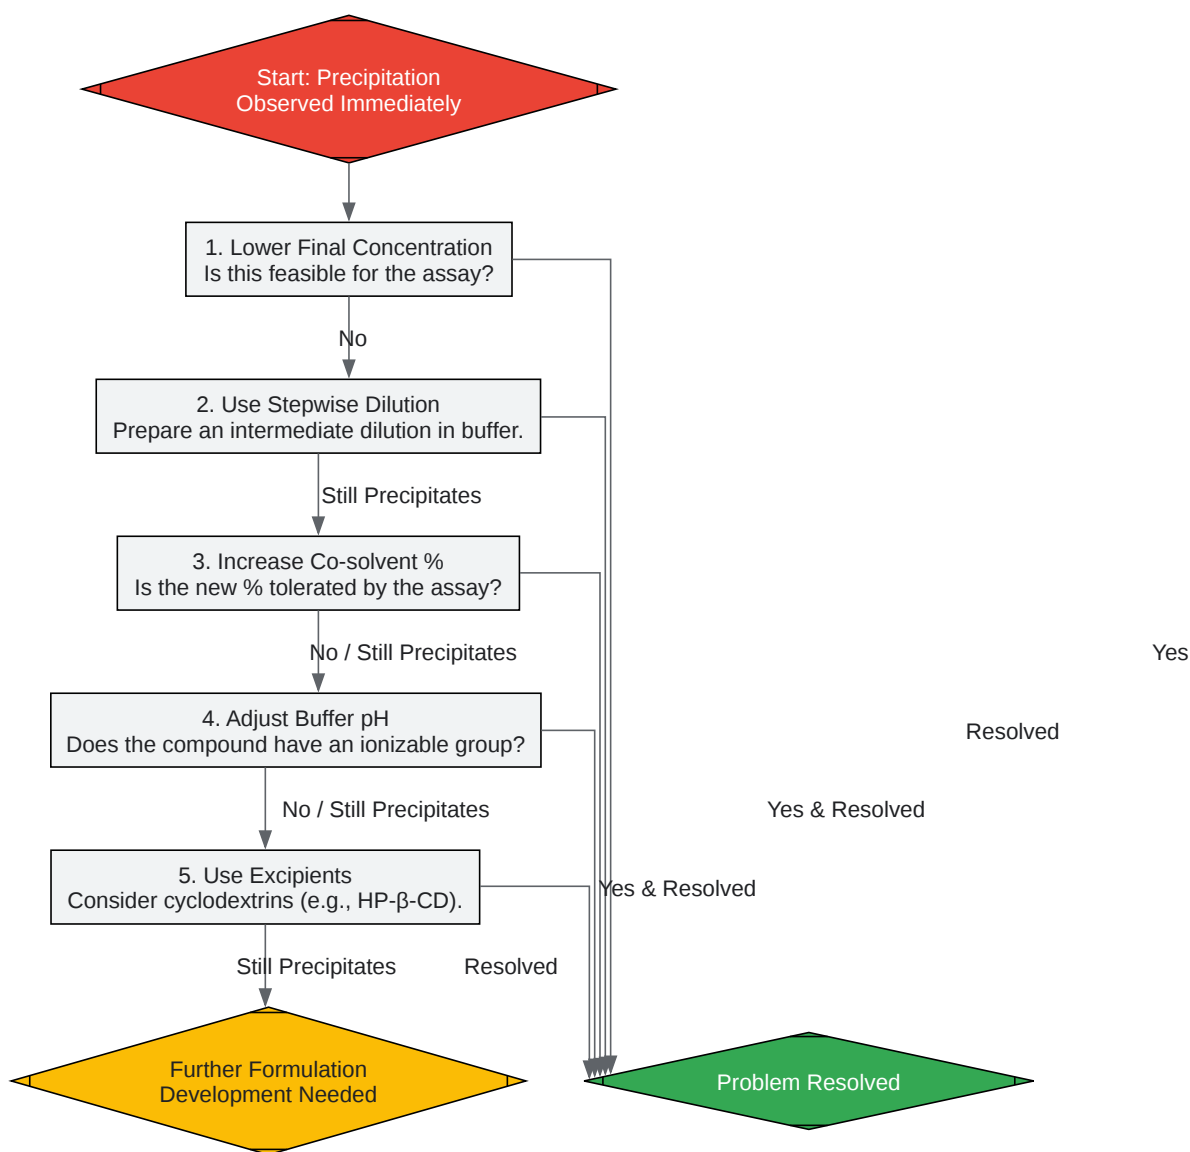 Start: Precipitation
Observed Immediately
1. Lower Final Concentration
Is this feasible for the assay?
No
2. Use Stepwise Dilution
Prepare an intermediate dilution in buffer.
Still Precipitates
3. Increase Co-solvent %
Is the new % tolerated by the assay?
No / Still Precipitates
Yes
4. Adjust Buffer pH
Does the compound have an ionizable group?
Resolved
No / Still Precipitates
Yes & Resolved
5. Use Excipients
Consider cyclodextrins (e.g., HP-β-CD).
Yes & Resolved
Still Precipitates
Resolved
Further Formulation
Development Needed
Problem Resolved